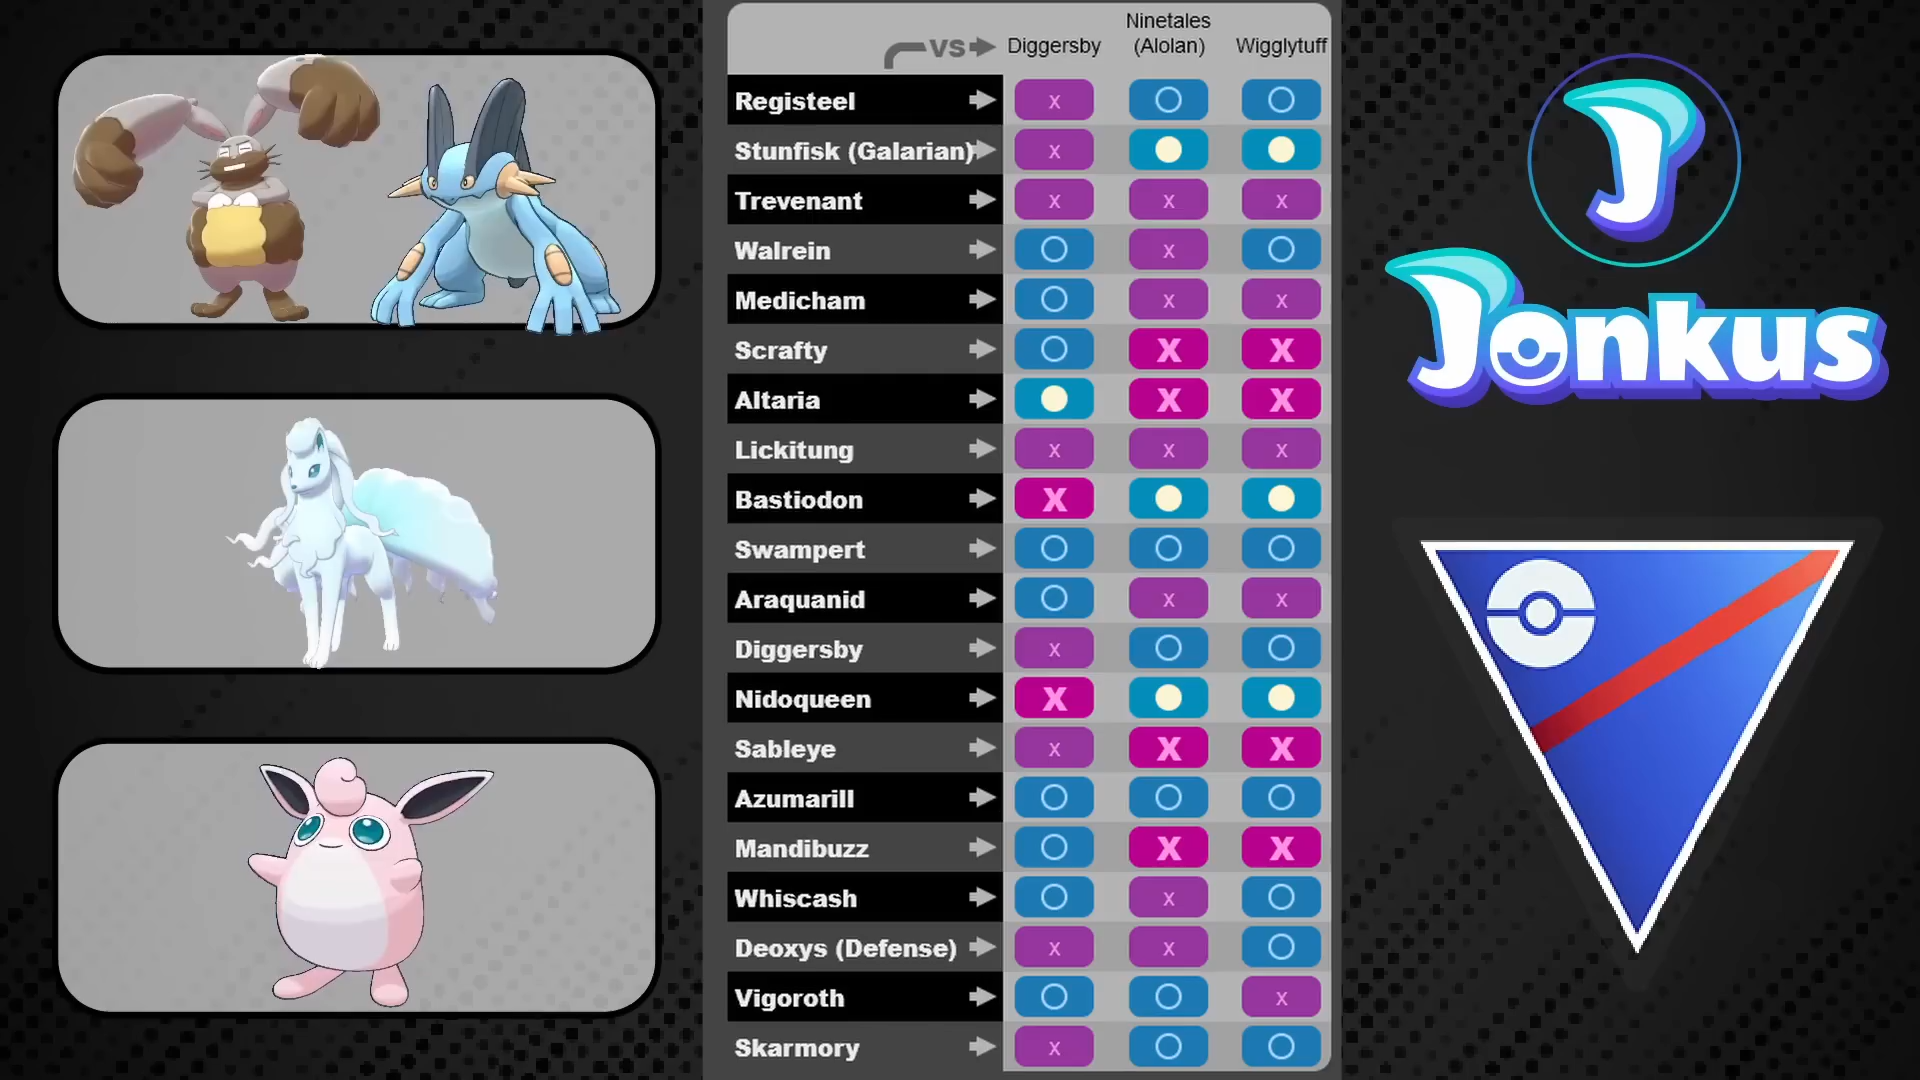 VS
Diggersby
Ninetales
(Alolan)
Wigglytuff
Registeel
x
Stunfisk (Galarian)
x
Trevenant
x x x
Walrein
x
Medicham
x x
Scrafty
X X
Altaria
X X
Lickitung
x x x
Bastiodon
X
Swampert
Araquanid
x x
Diggersby
x
Nidoqueen
X
Sableye
x X X
Azumarill
Mandibuzz
X X
Whiscash
x
Deoxys (Defense)
x x
Vigoroth
x
Skarmory
x
J
Jonkus